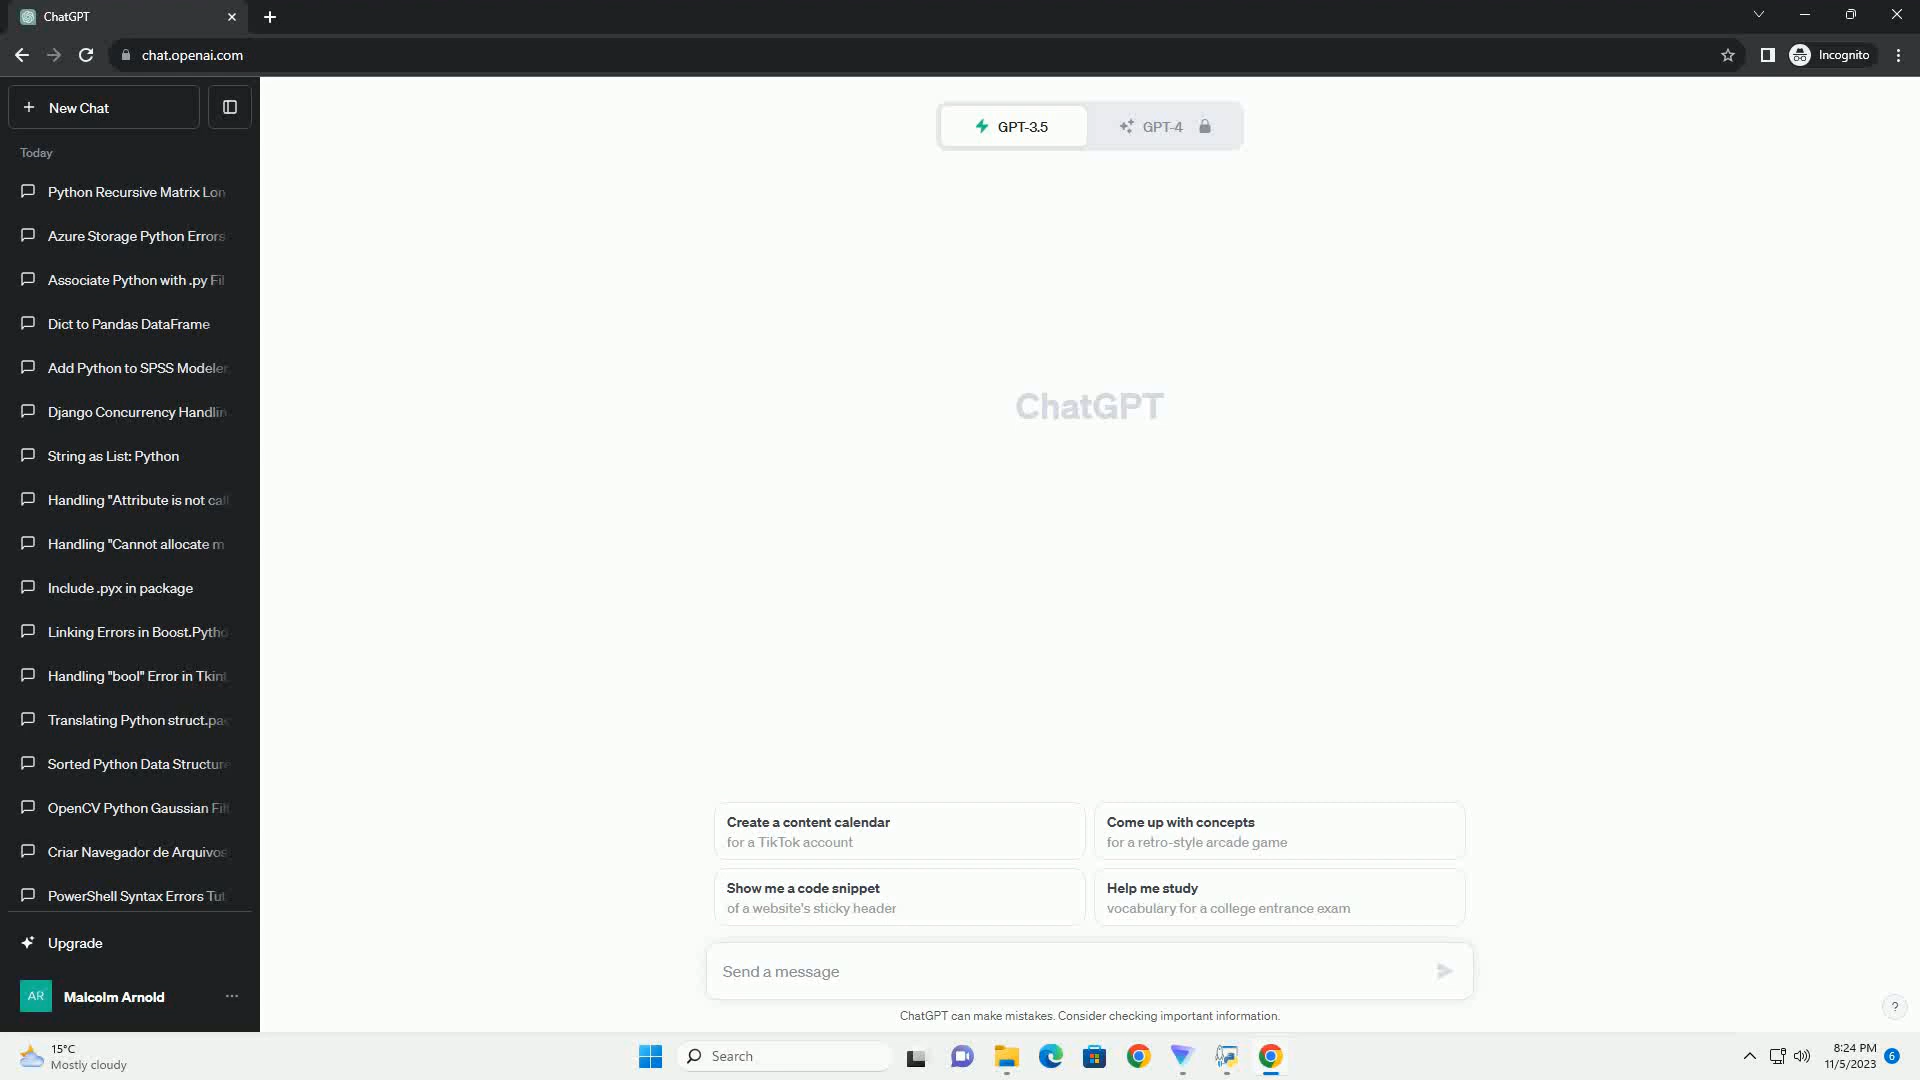 ChatGPT
chat.openai.com
Incognito
New Chat
Today
Python Recursive Matrix Lon
Azure Storage Python Errors
Associate Python with .py Fil
Dict to Pandas DataFrame
Add Python to SPSS Modeler
Django Concurrency Handlin
String as List: Python
Handling "Attribute is not call
Handling "Cannot allocate m
Include .pyx in package
Linking Errors in Boost.Pytho
Handling "bool" Error in Tkint
Translating Python struct.pac
Sorted Python Data Structure
OpenCV Python Gaussian Filt
Criar Navegador de Arquivos
PowerShell Syntax Errors Tut
Upgrade
AR
Malcolm Arnold
GPT-3.5
GPT-4
ChatGPT
Create a content calendar
for a TikTok account
Come up with concepts
for a retro-style arcade game
Show me a code snippet
of a website's sticky header
Help me study
vocabulary for a college entrance exam
Send a message
ChatGPT can make mistakes. Consider checking important information.
?
15°C
Mostly cloudy
Search
8:24 PM
11/5/2023
6